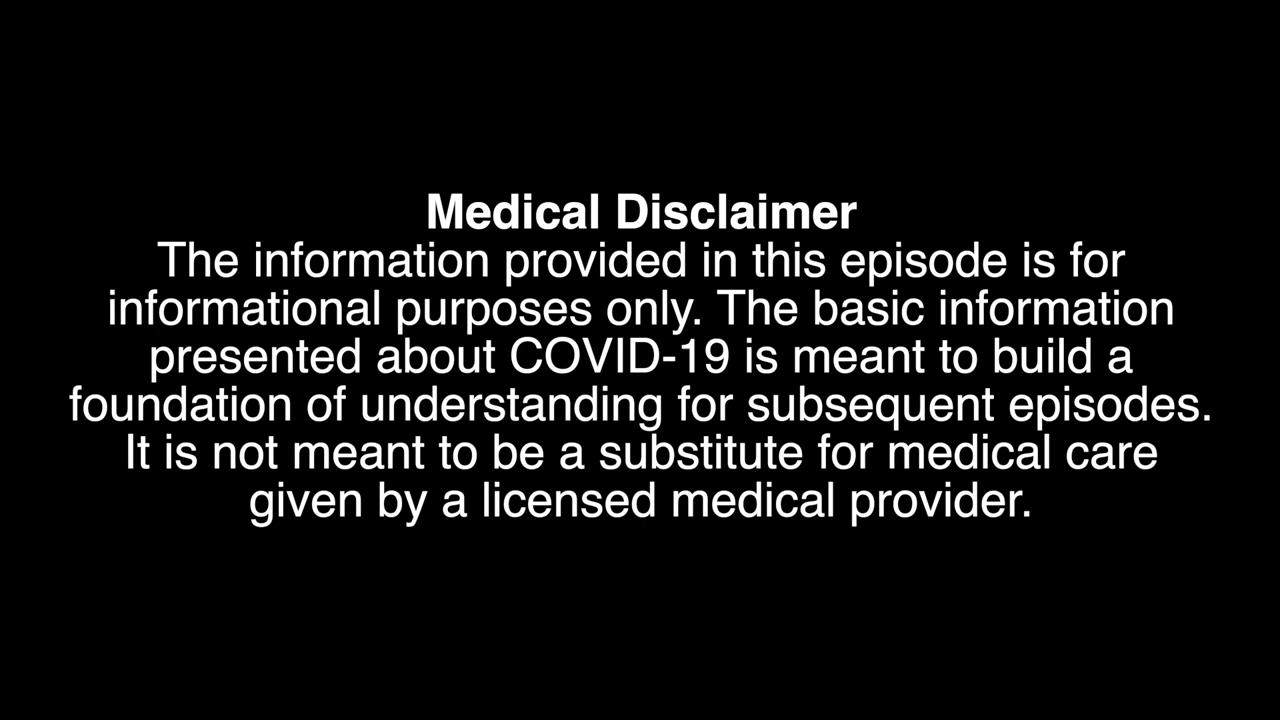 Medical Disclaimer
The information provided in this episode is for
informational purposes only. The basic information
presented about COVID-19 is meant to build a
foundation of understanding for subsequent episodes.
It is not meant to be a substitute for medical care
given by a licensed medical provider.